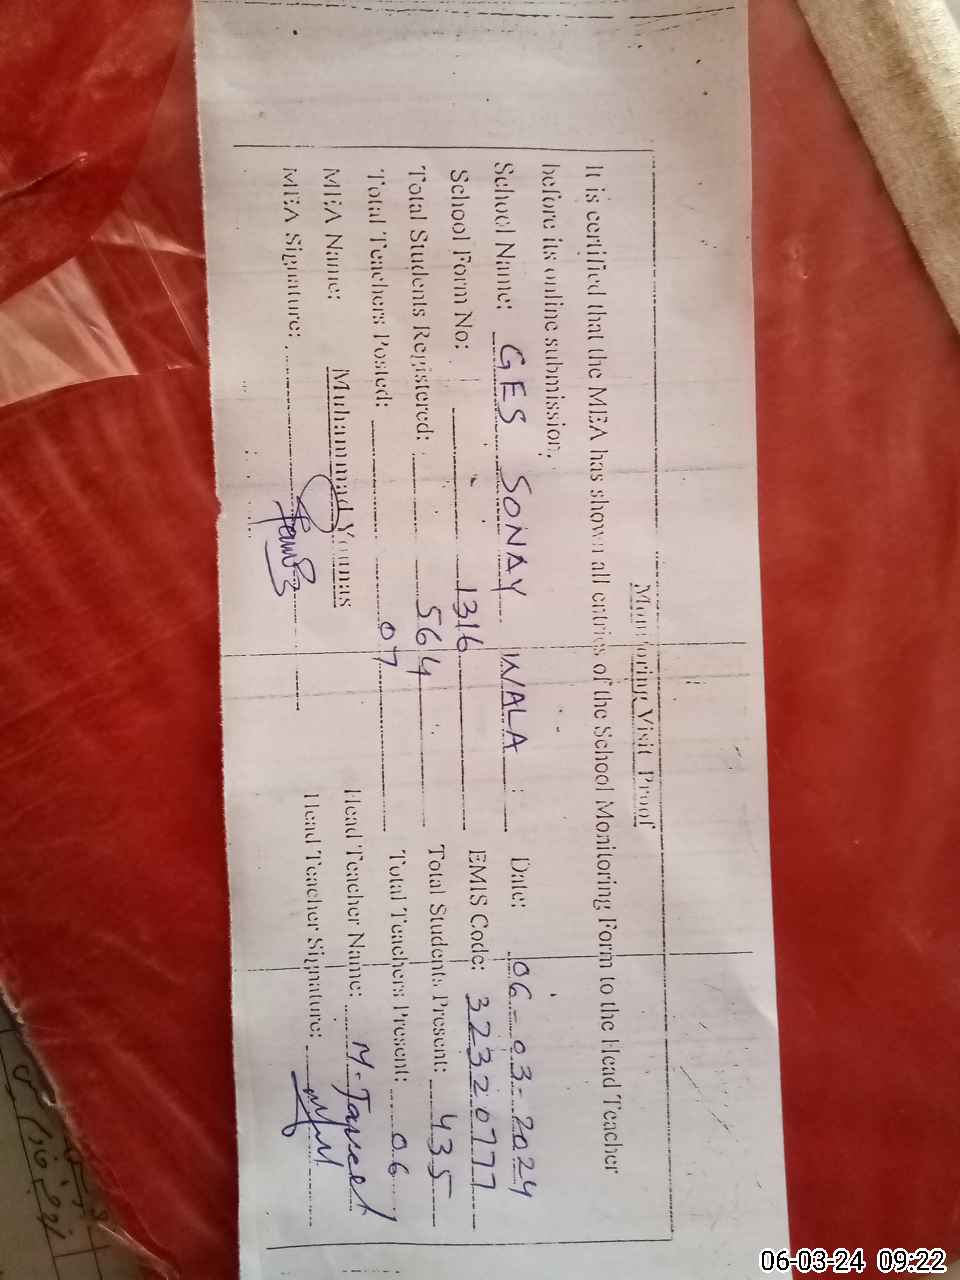 Monitoring Visit Proof
It is certified that the MEA has shown all entries of the School Monitoring Form to the Head Teacher
before its online submission.
School Name: GES SONAY WALA Date: 06-03-2024
School Form No: 1316 EMIS Code: 32320777
Total Students Registered: 564 Total Students Present: 435
Total Teachers Posted: 07 Total Teachers Present: 06
MEA Name: Muhammad Younas Head Teacher Name: M.
MEA Signature: Head Teacher Signature:
06-03-24 09:22